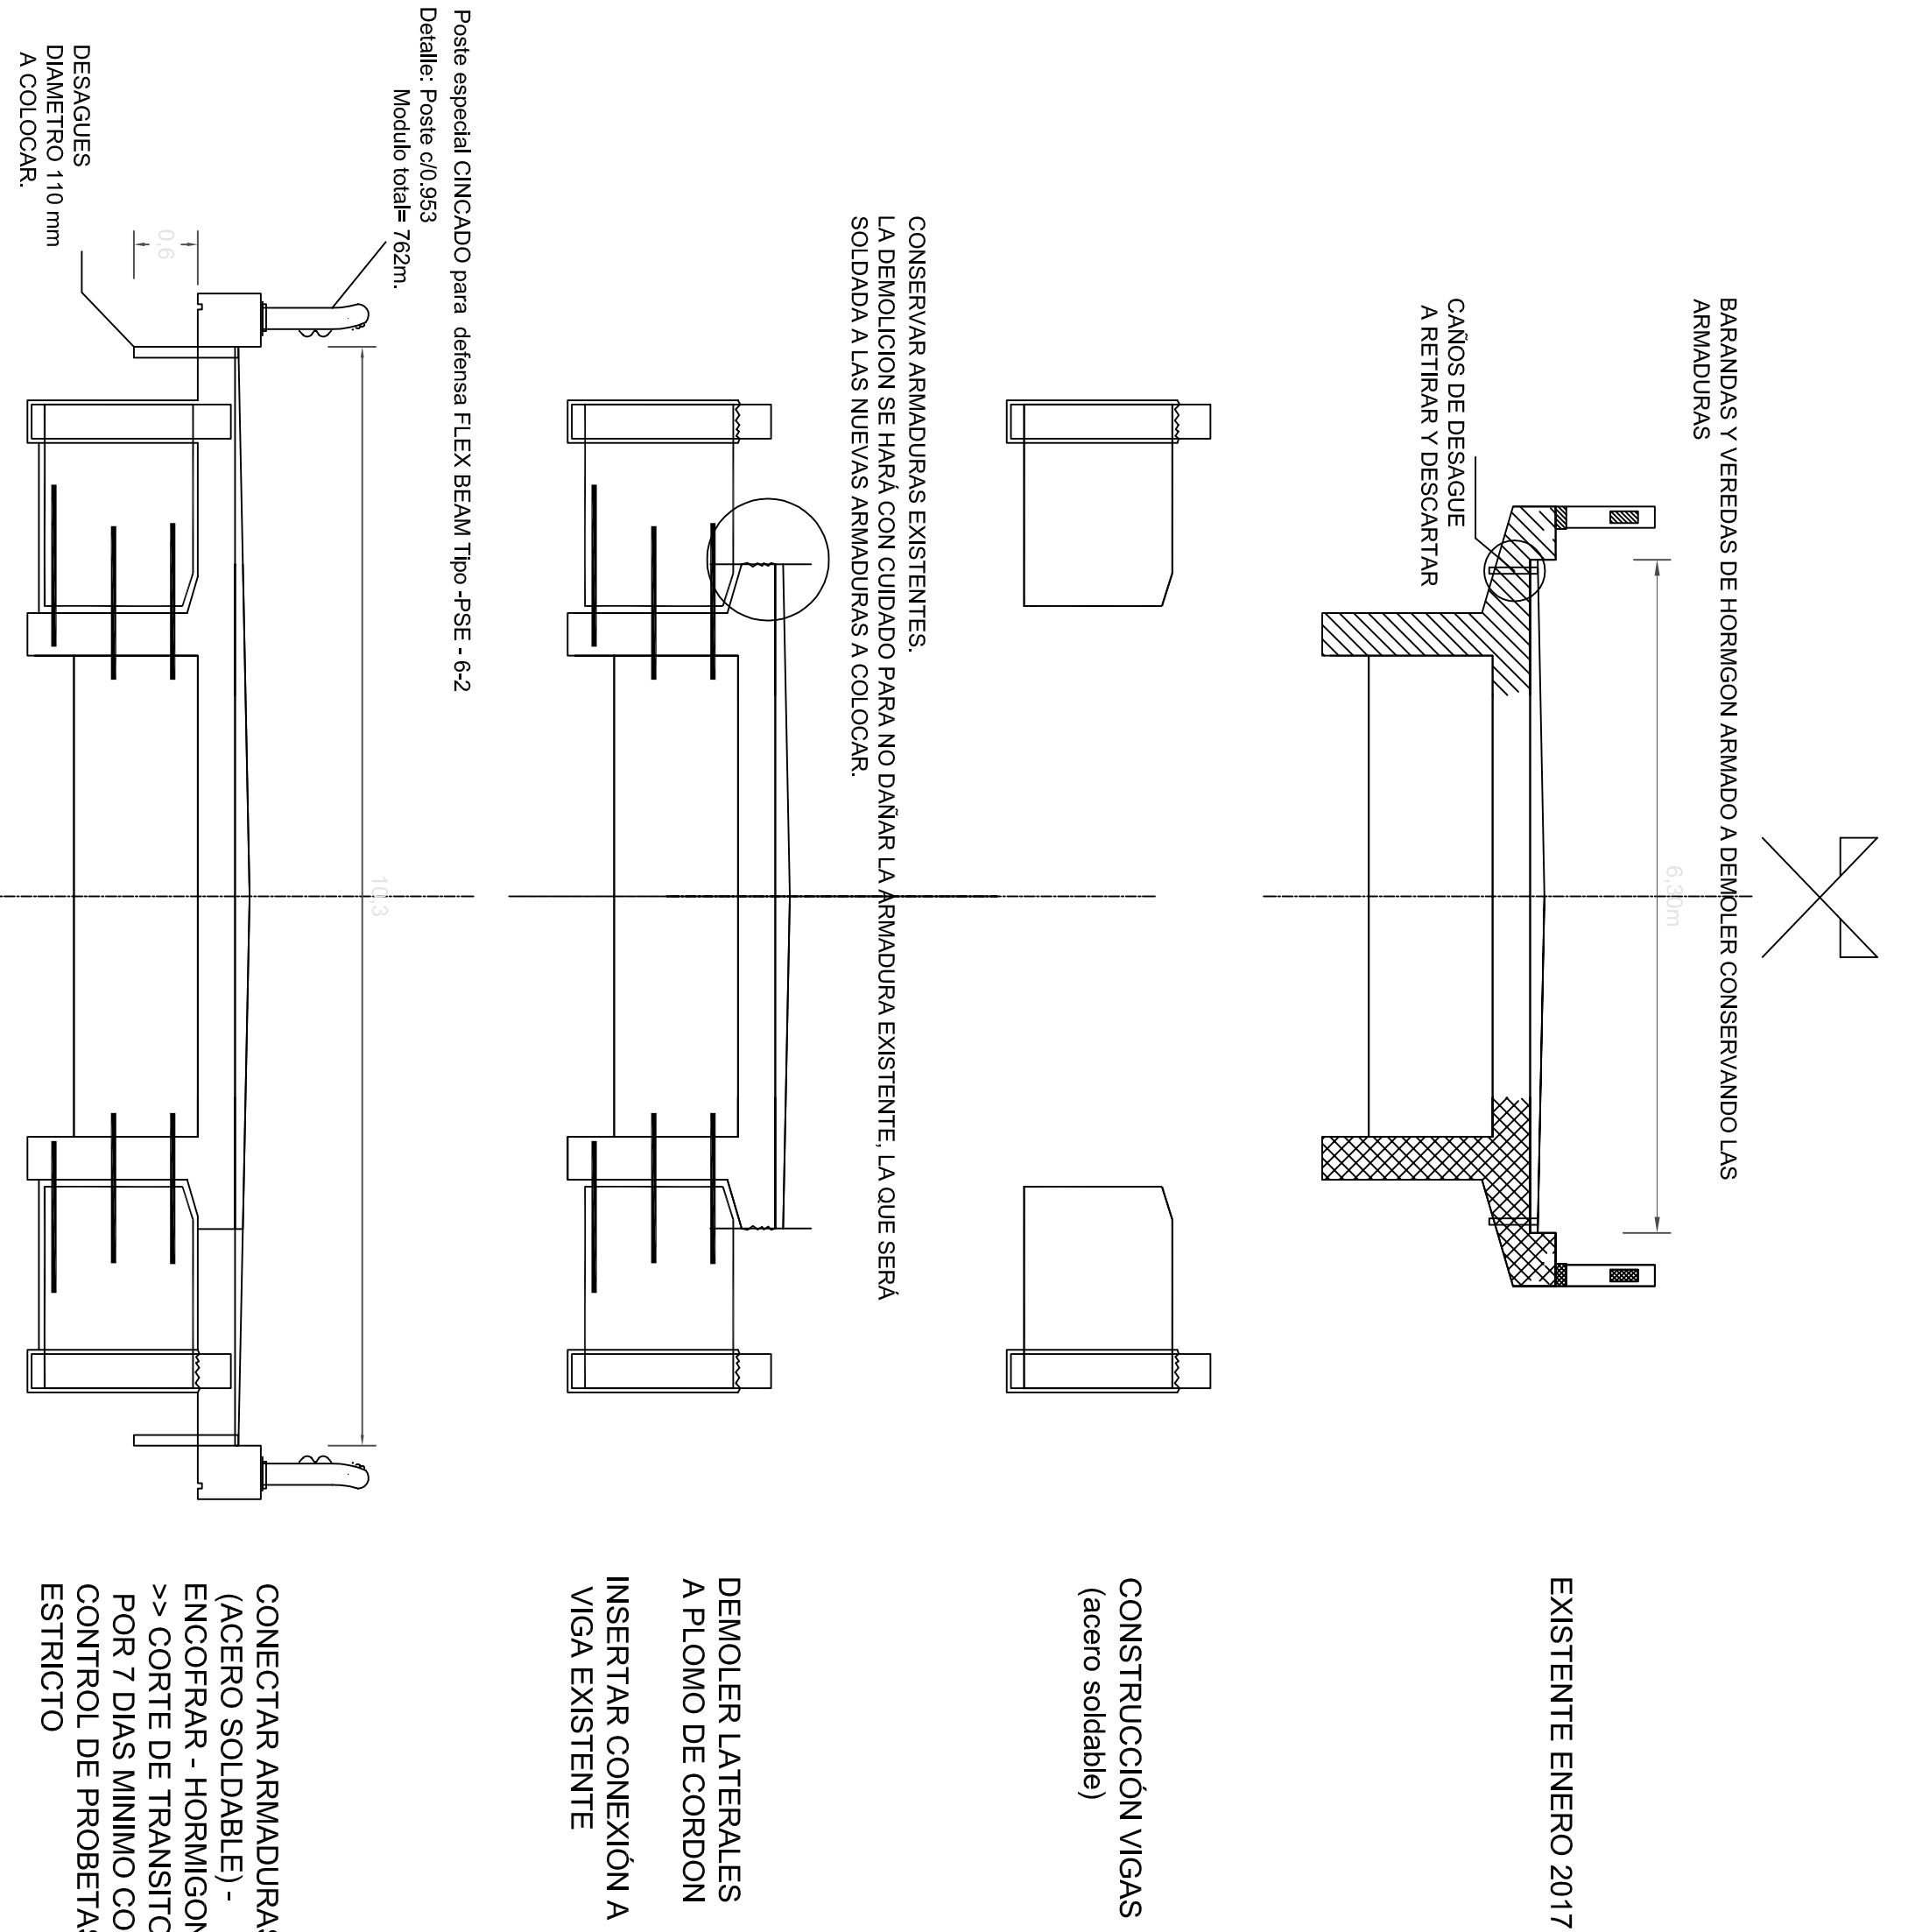 BARANDAS Y VEREDAS DE HORMGON ARMADO A DEMOLER CONSERVANDO LAS
ARMADURAS
6,30m
CAÑOS DE DESAGUE
A RETIRAR Y DESCARTAR
EXISTENTE ENERO 2017
CONSTRUCCIÓN VIGAS
(acero soldable)
CONSERVAR ARMADURAS EXISTENTES.
LA DEMOLICION SE HARÁ CON CUIDADO PARA NO DAÑAR LA ARMADURA EXISTENTE, LA QUE SERÁ
SOLDADA A LAS NUEVAS ARMADURAS A COLOCAR.
DEMOLER LATERALES
A PLOMO DE CORDON
INSERTAR CONEXIÓN A
VIGA EXISTENTE
Poste especial CINCADO para defensa FLEX BEAM Tipo -PSE - 6-2
Detalle: Poste c/0.953
Modulo total= 762m.
10,3
0,6
DESAGUES
DIAMETRO 110 mm
A COLOCAR.
CONECTAR ARMADURAS
(ACERO SOLDABLE) -
ENCOFRAR - HORMIGON
>> CORTE DE TRANSITO
POR 7 DIAS MINIMO CO
CONTROL DE PROBETAS
ESTRICTO